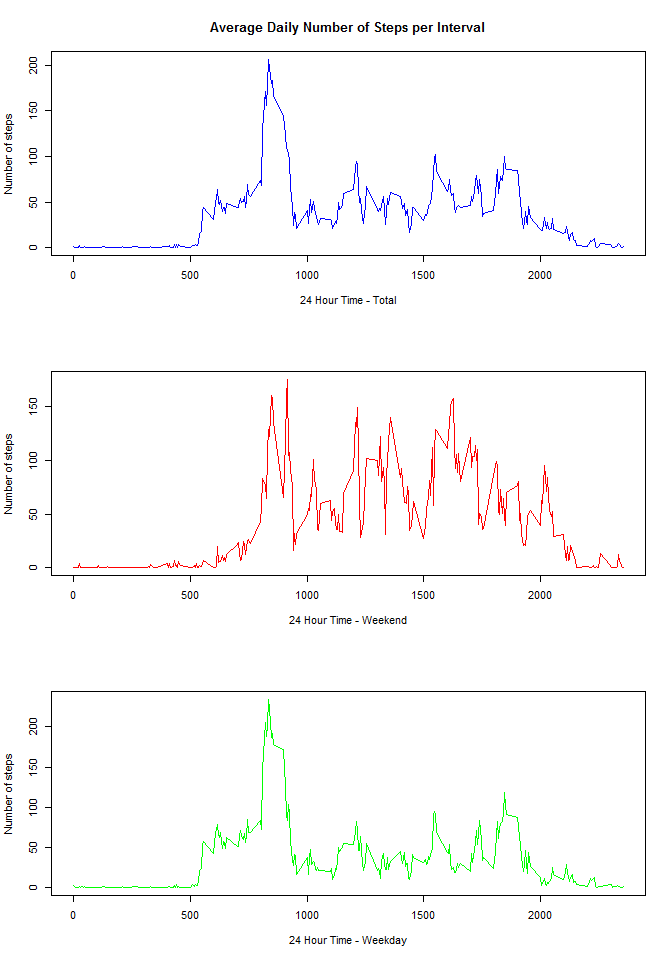 Average Daily Number of Steps per Interval
Number of steps
0 50 100 150 200
0 500 1000 1500 2000
24 Hour Time - Total
Number of steps
0 50 100 150
0 500 1000 1500 2000
24 Hour Time - Weekend
Number of steps
0 50 100 150 200
0 500 1000 1500 2000
24 Hour Time - Weekday